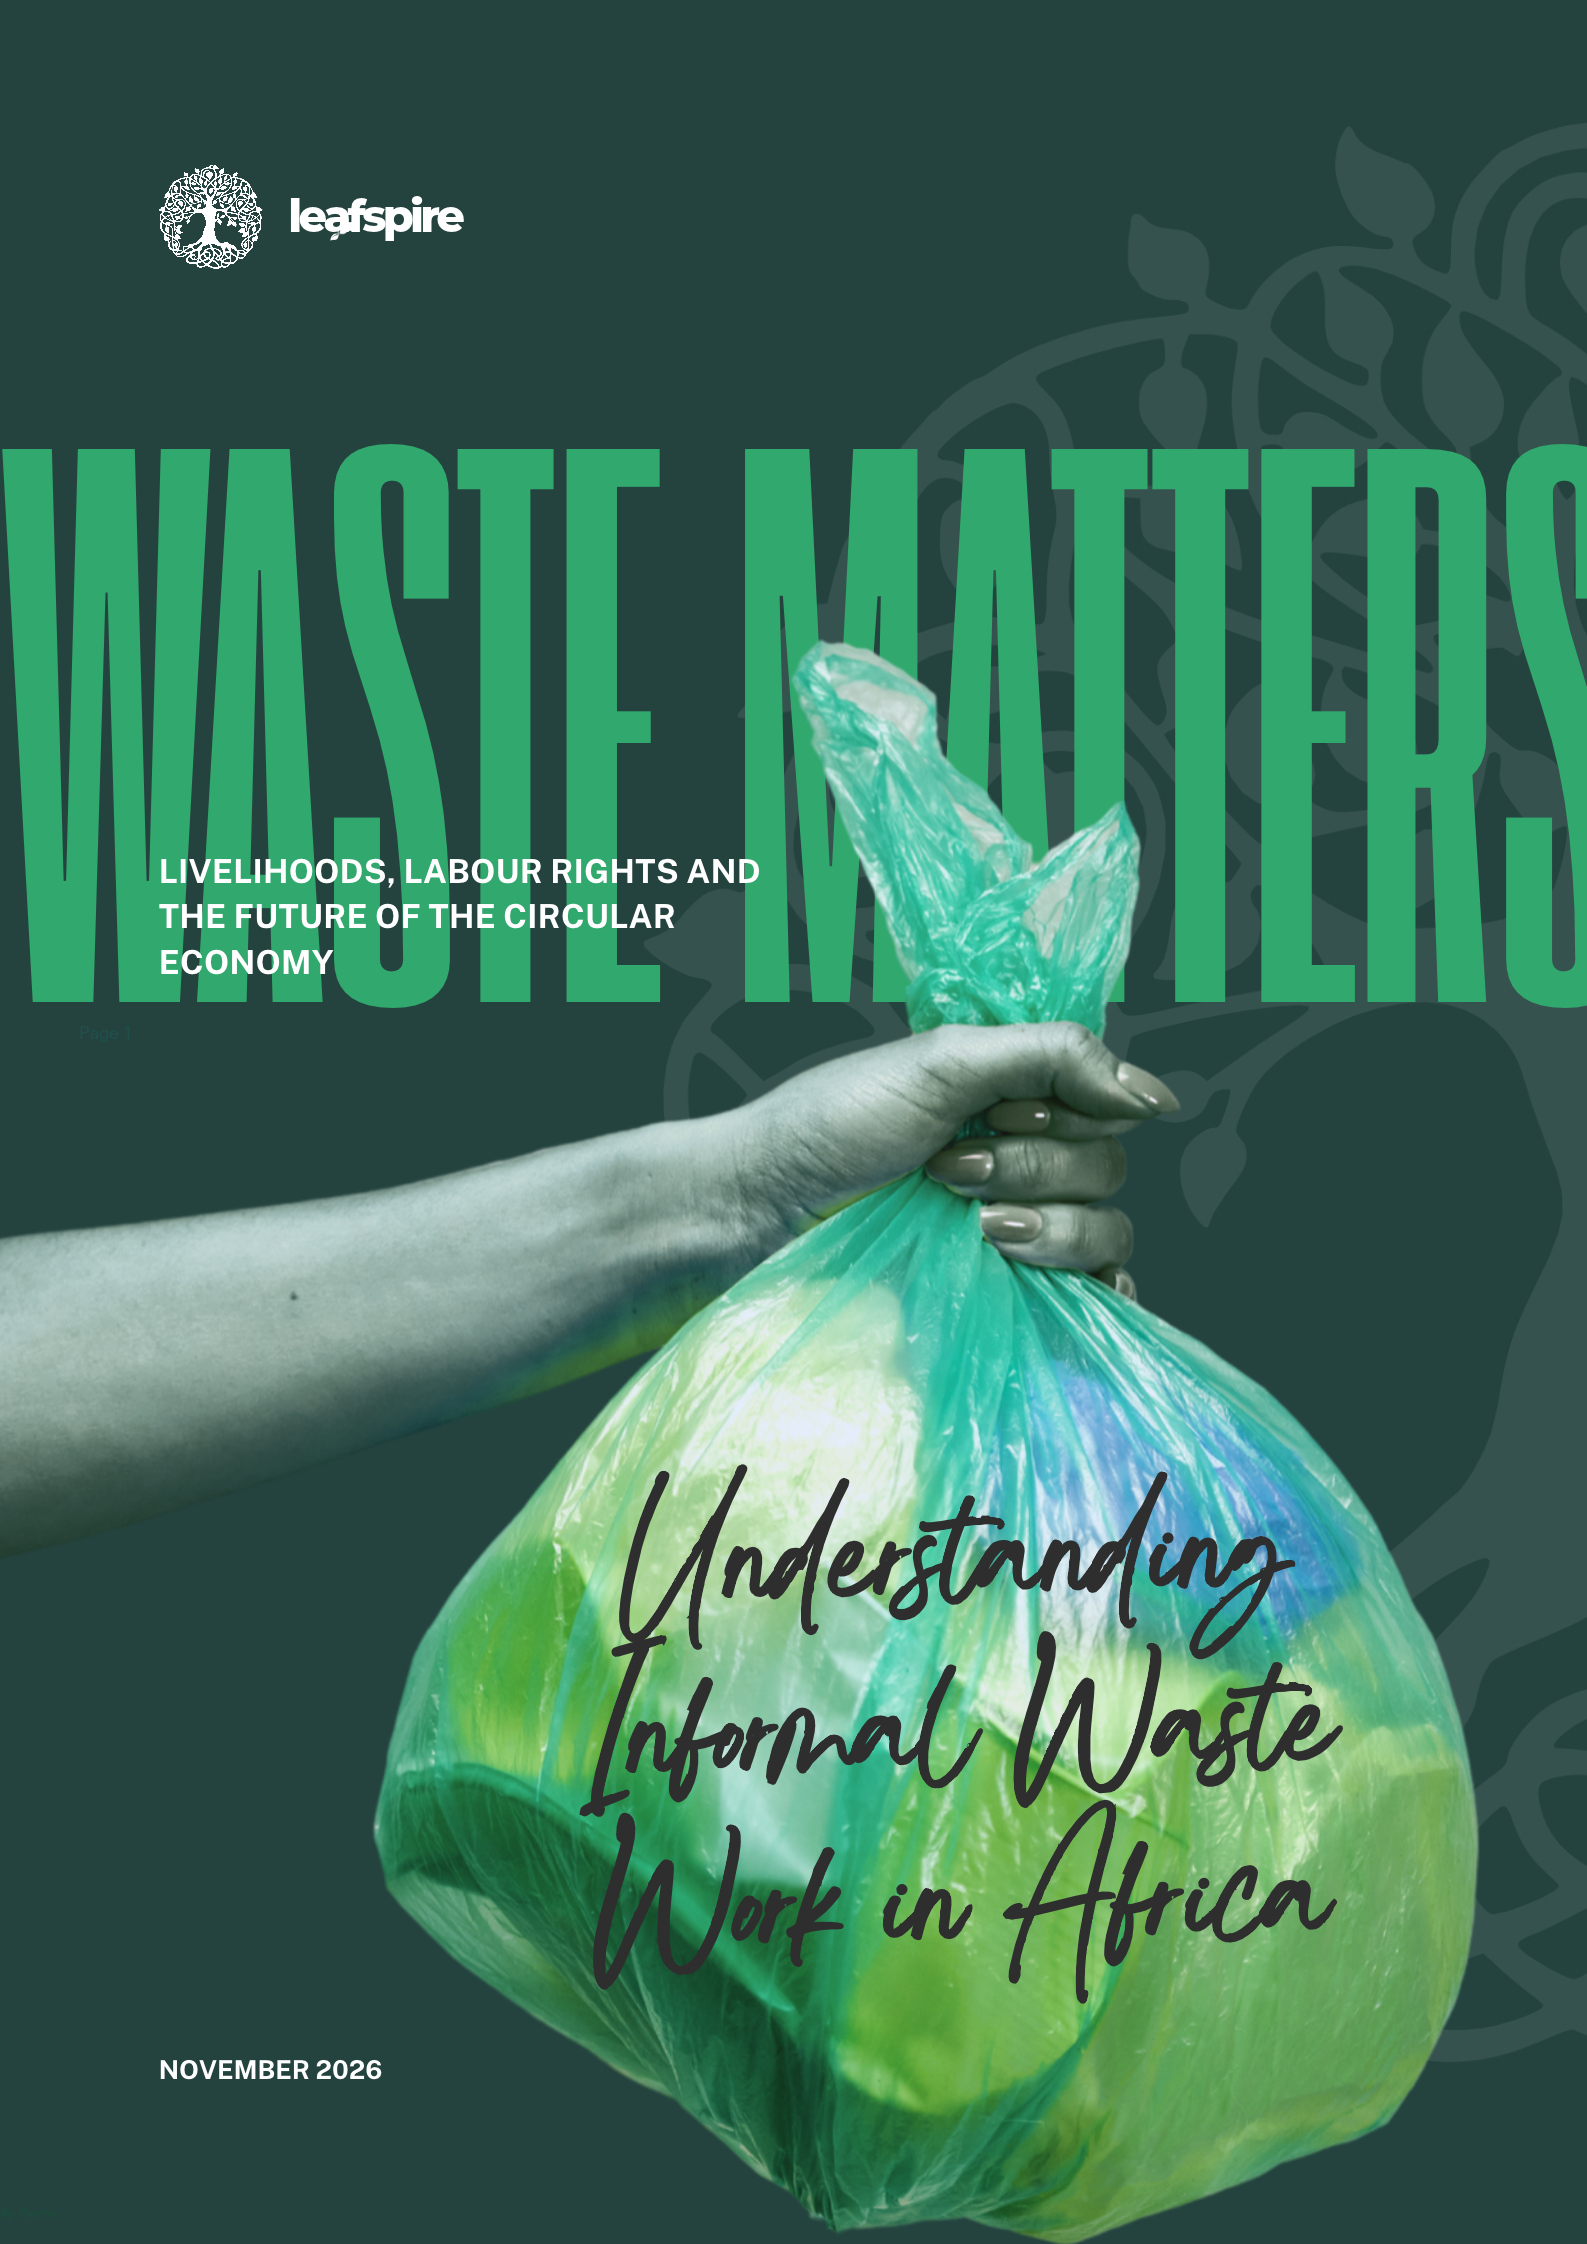 leafspire
WASTE MATTERS
LIVELIHOODS, LABOUR RIGHTS AND
THE FUTURE OF THE CIRCULAR
ECONOMY
Page 1
Understanding
Informal Waste
Work in Africa
NOVEMBER 2026